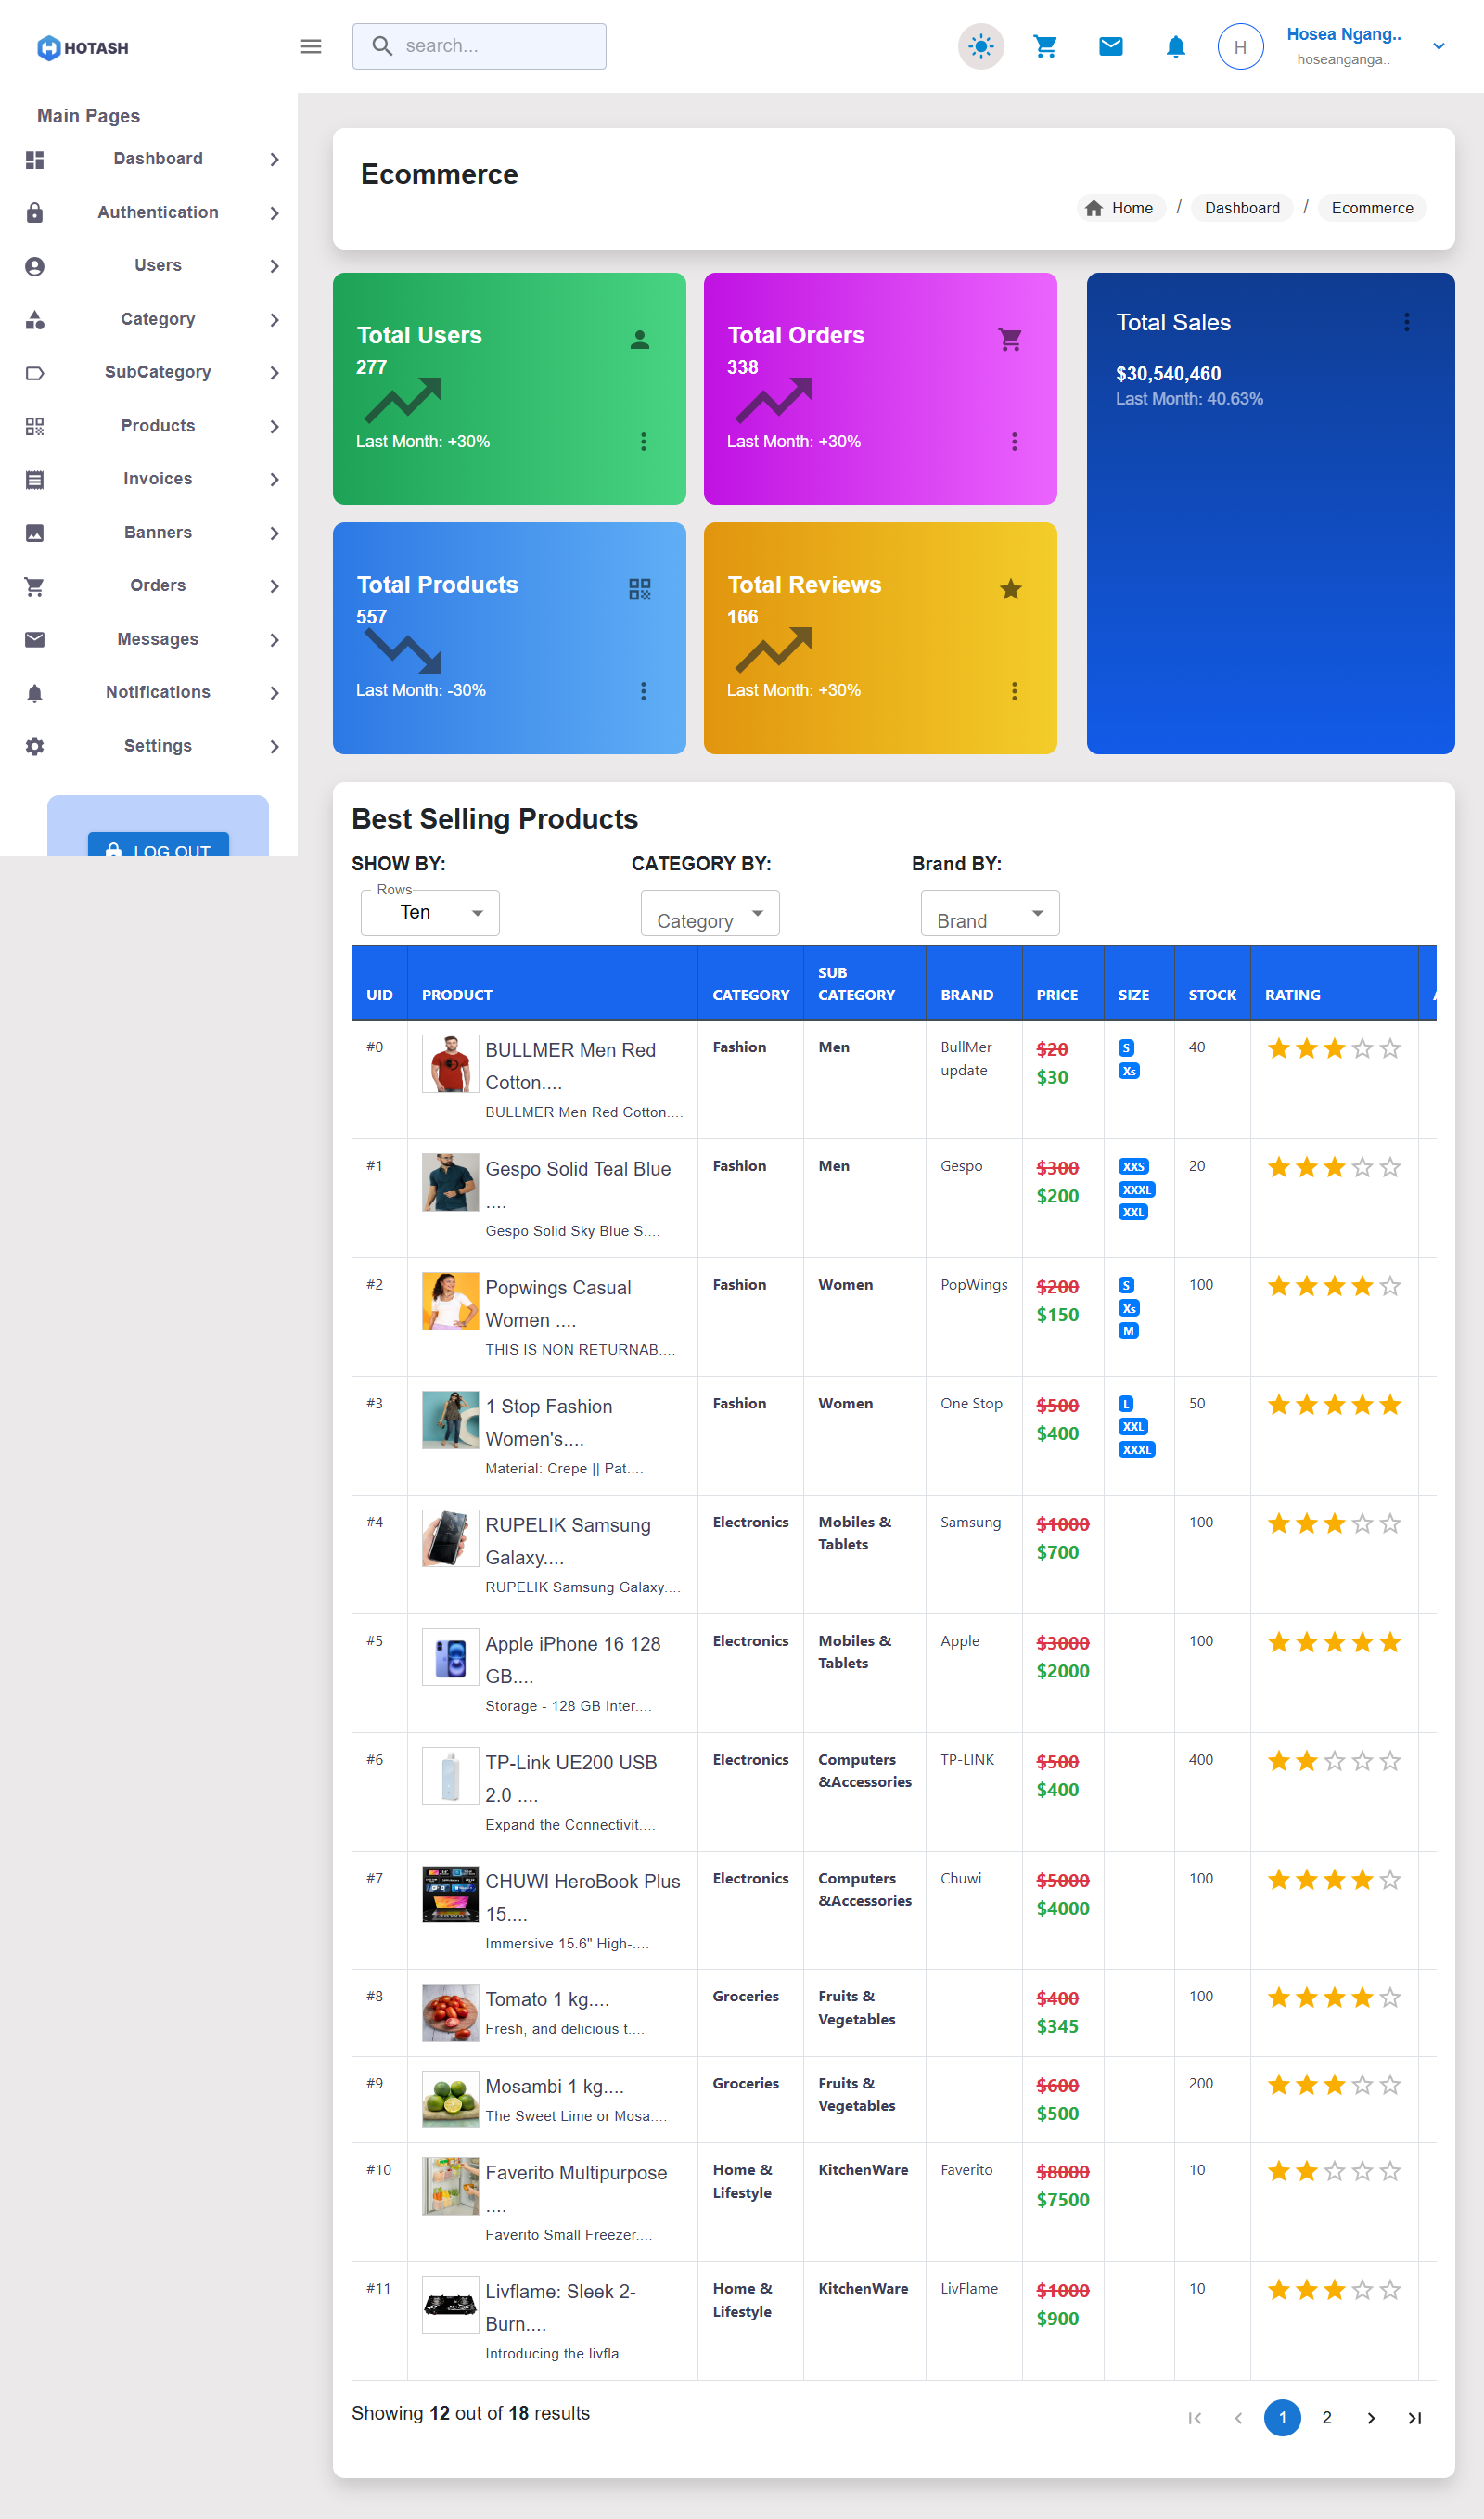 HOTASH
search...
H
Hosea Ngang..
hoseanganga..
Main Pages
Dashboard
Authentication
Users
Category
SubCategory
Products
Invoices
Banners
Orders
Messages
Notifications
Settings
LOG OUT
Ecommerce
Home / Dashboard / Ecommerce
Total Users
277
Last Month: +30%
Total Orders
338
Last Month: +30%
Total Sales
$30,540,460
Last Month: 40.63%
Total Products
557
Last Month: -30%
Total Reviews
166
Last Month: +30%
Best Selling Products
SHOW BY: CATEGORY BY: Brand BY:
Rows
Ten Category Brand
UID PRODUCT CATEGORY SUB CATEGORY BRAND PRICE SIZE STOCK RATING
#0 BULLMER Men Red Fashion Men BullMer $20 S 40
Cotton.... update $30 Xs
BULLMER Men Red Cotton....
#1 Gespo Solid Teal Blue Fashion Men Gespo $300 XXS 20
.... $200 XXXL
Gespo Solid Sky Blue S.... XXL
#2 Popwings Casual Fashion Women PopWings $200 S 100
Women .... $150 Xs
THIS IS NON RETURNAB.... M
#3 1 Stop Fashion Fashion Women One Stop $500 L 50
Women's.... $400 XXL
Material: Crepe || Pat.... XXXL
#4 RUPELIK Samsung Electronics Mobiles & Samsung $1000 100
Galaxy.... Tablets $700
RUPELIK Samsung Galaxy....
#5 Apple iPhone 16 128 Electronics Mobiles & Apple $3000 100
GB.... Tablets $2000
Storage - 128 GB Inter....
#6 TP-Link UE200 USB Electronics Computers TP-LINK $500 400
2.0 .... &Accessories $400
Expand the Connectivit....
#7 CHUWI HeroBook Plus Electronics Computers Chuwi $5000 100
15.... &Accessories $4000
Immersive 15.6" High-....
#8 Tomato 1 kg.... Groceries Fruits & $400 100
Fresh, and delicious t.... Vegetables $345
#9 Mosambi 1 kg.... Groceries Fruits & $600 200
The Sweet Lime or Mosa.... Vegetables $500
#10 Faverito Multipurpose Home & KitchenWare Faverito $8000 10
.... Lifestyle $7500
Faverito Small Freezer....
#11 Livflame: Sleek 2- Home & KitchenWare LivFlame $1000 10
Burn.... Lifestyle $900
Introducing the livfla....
Showing 12 out of 18 results
1 2